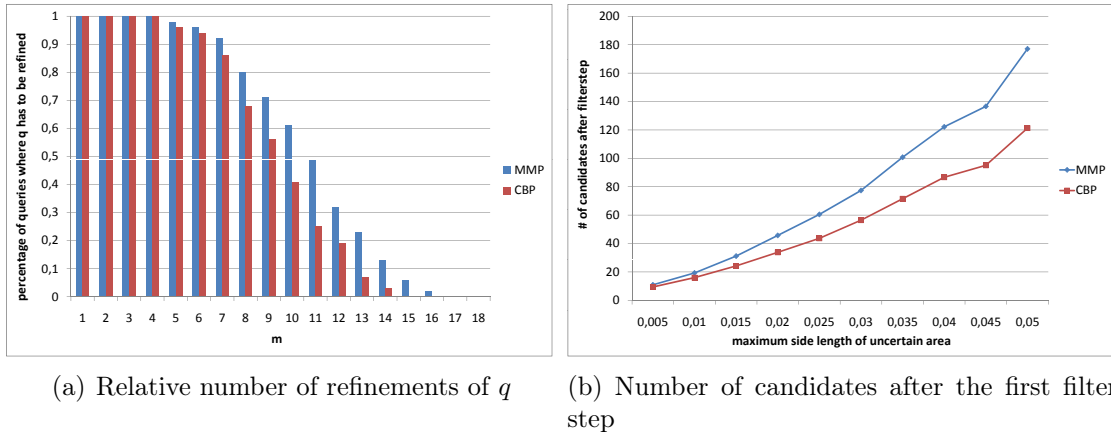 percentage of queries where q has to be refined
1
0,9
0,8
0,7
0,6
0,5
0,4
0,3
0,2
0,1
0
1 2 3 4 5 6 7 8 9 10 11 12 13 14 15 16 17 18
m
MMP
CBP
(a) Relative number of refinements of q
# of candidates after filterstep
200
180
160
140
120
100
80
60
40
20
0
0,005 0,01 0,015 0,02 0,025 0,03 0,035 0,04 0,045 0,05
maximum side length of uncertain area
MMP
CBP
(b) Number of candidates after the first filter
step